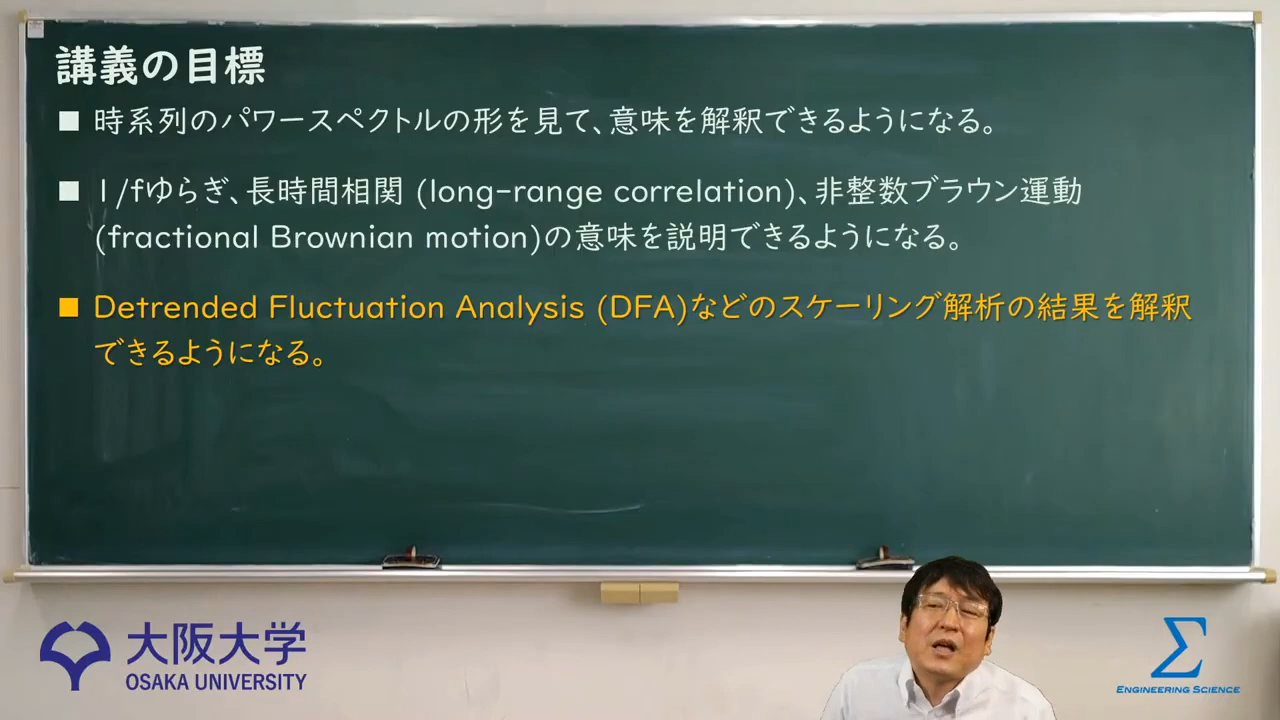 講義の目標
■ 時系列のパワースペクトルの形を見て、意味を解釈できるようになる。
■ 1/fゆらぎ、長時間相関 (long-range correlation)、非整数ブラウン運動
(fractional Brownian motion)の意味を説明できるようになる。
■ Detrended Fluctuation Analysis (DFA)などのスケーリング解析の結果を解釈
できるようになる。
大阪大学
OSAKA UNIVERSITY
Σ
ENGINEERING SCIENCE